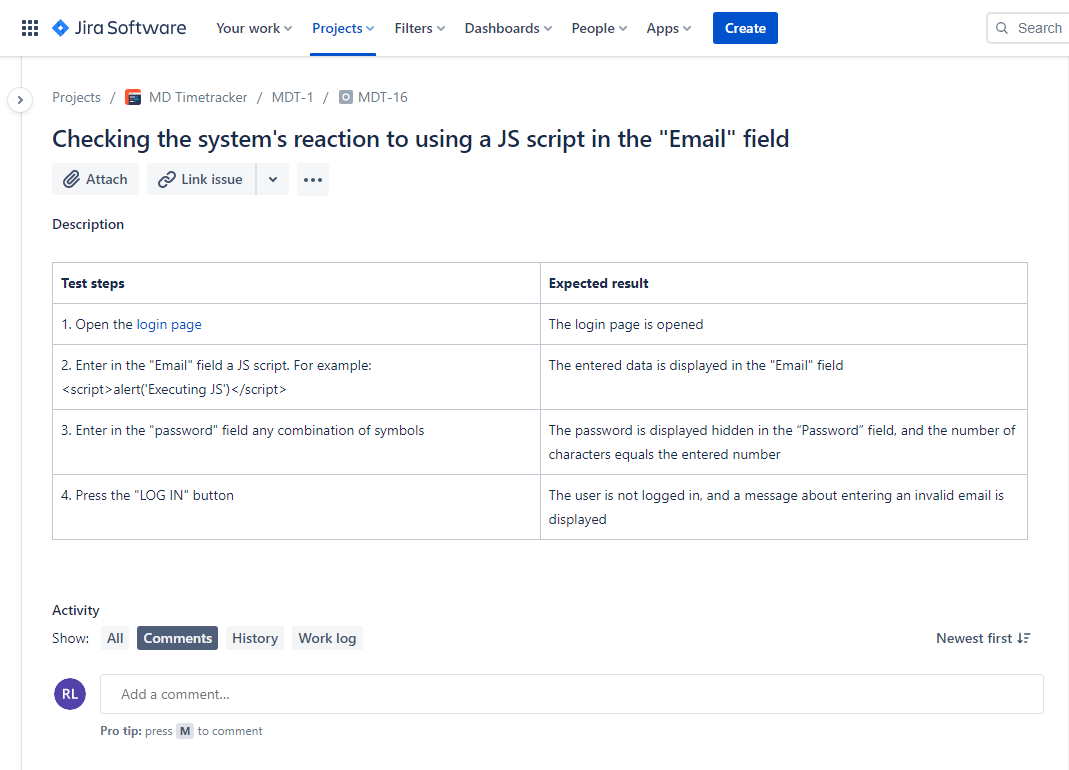 Jira Software Your work Projects Filters Dashboards People Apps Create Search
Projects / MD Timetracker / MDT-1 / MDT-16
Checking the system's reaction to using a JS script in the "Email" field
Attach Link issue
Description
Test steps Expected result
1. Open the login page The login page is opened
2. Enter in the "Email" field a JS script. For example: The entered data is displayed in the "Email" field
<script>alert('Executing JS')</script>
3. Enter in the "password" field any combination of symbols The password is displayed hidden in the “Password” field, and the number of
characters equals the entered number
4. Press the "LOG IN" button The user is not logged in, and a message about entering an invalid email is
displayed
Activity
Show: All Comments History Work log Newest first
RL Add a comment...
Pro tip: press M to comment